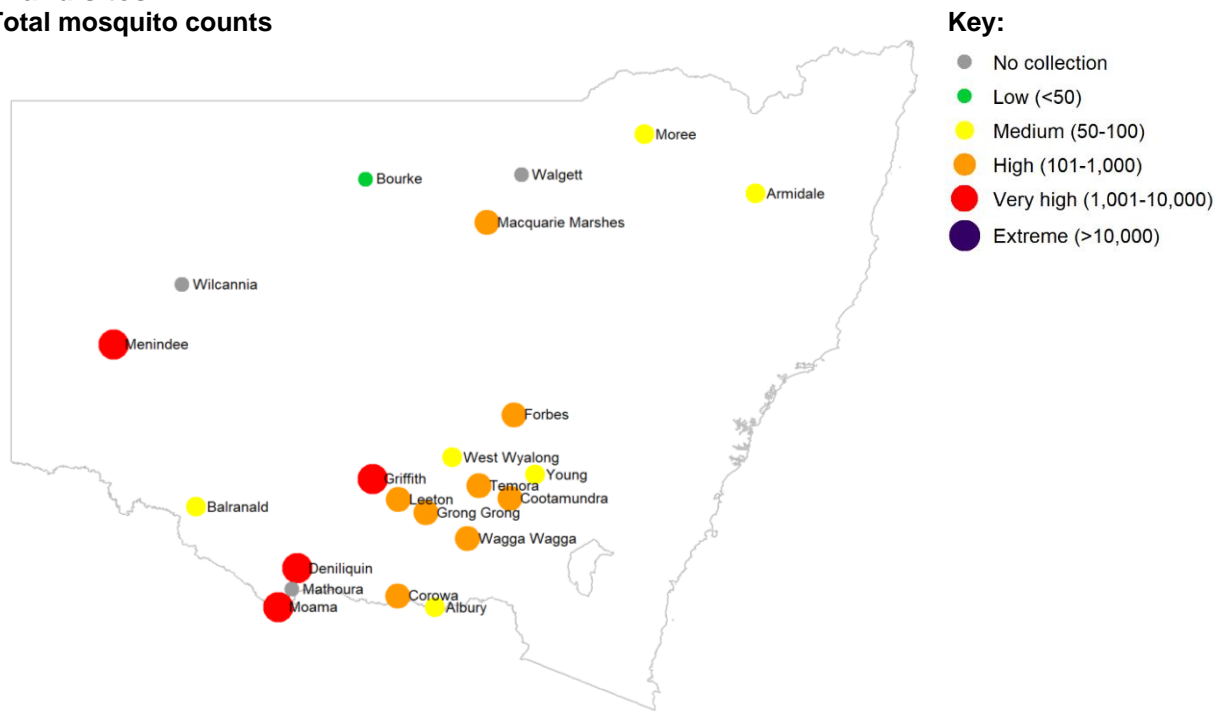 Total mosquito counts
Key:
No collection
Low (<50)
Medium (50-100)
High (101-1,000)
Very high (1,001-10,000)
Extreme (>10,000)
Moree
Bourke
Walgett
Armidale
Macquarie Marshes
Wilcannia
Menindee
Forbes
West Wyalong
Young
Griffith
Temora
Leeton
Cootamundra
Balranald
Grong Grong
Wagga Wagga
Deniliquin
Mathoura
Corowa
Moama
Albury